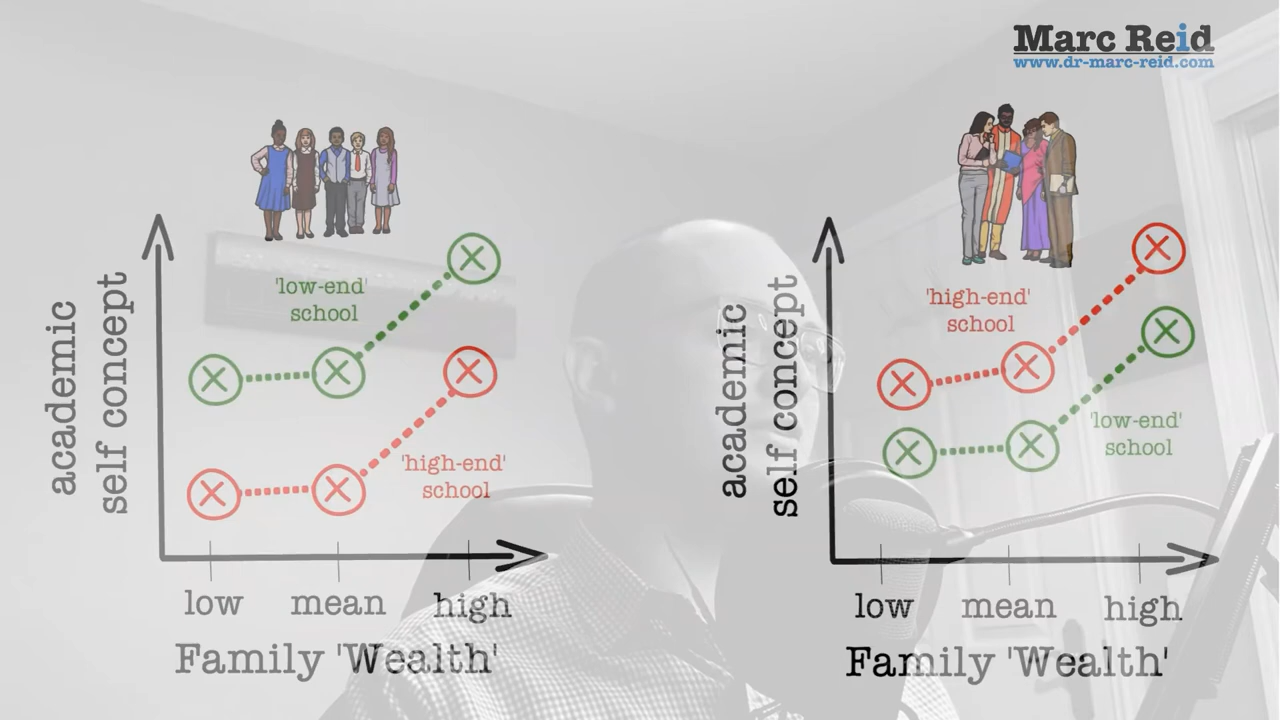 Marc Reid
www.dr-marc-reid.com
academic
self concept
'low-end'
school
'high-end'
school
low
mean
high
Family 'Wealth'
academic
self concept
'high-end'
school
'low-end'
school
low
mean
high
Family 'Wealth'